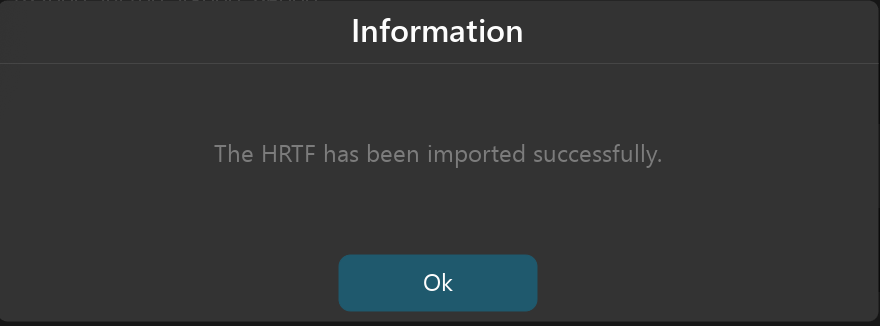 Information
The HRTF has been imported successfully.
Ok